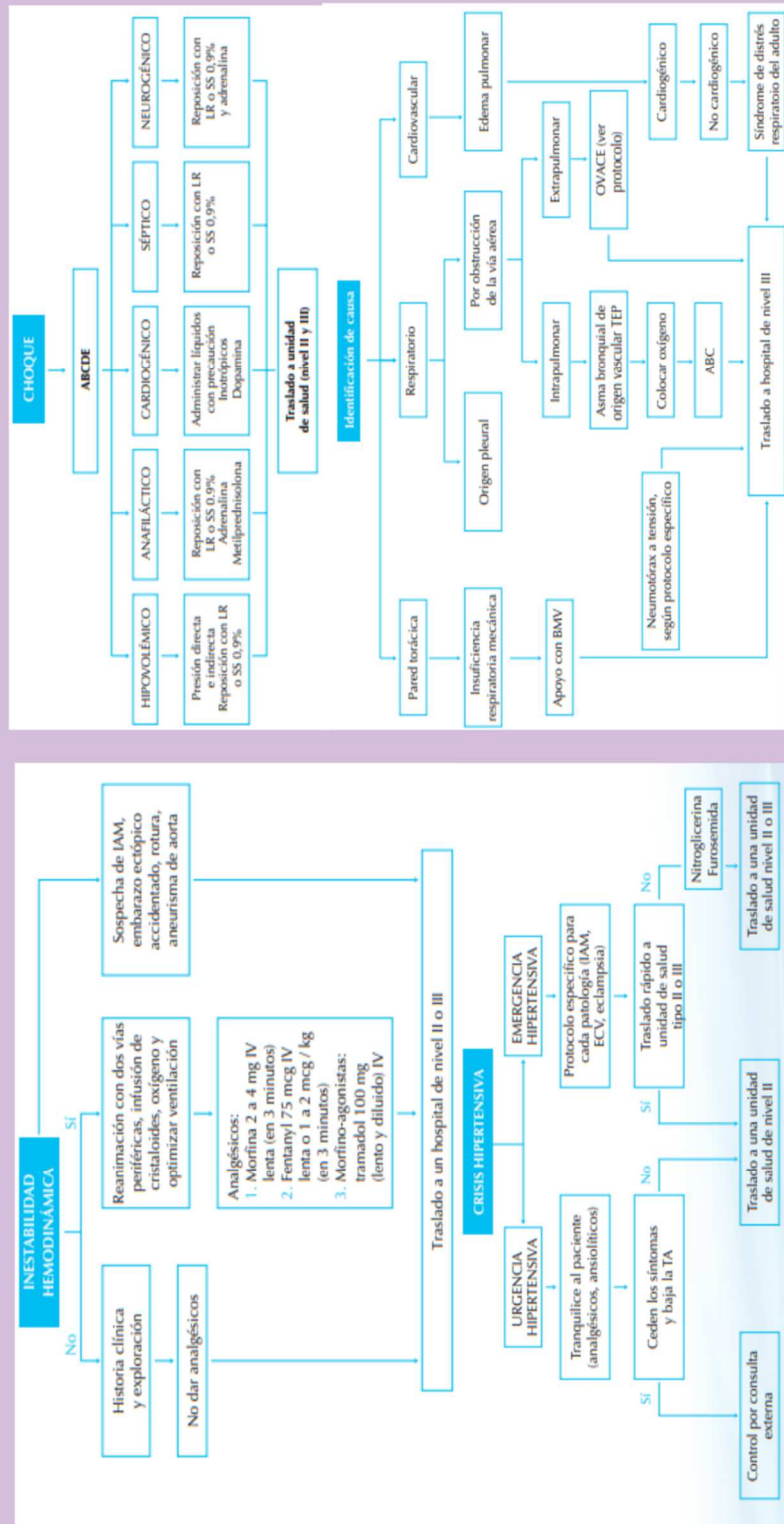 INESTABILIDAD
HEMODINÁMICA
No
Sí
Historia clínica
y exploración
No dar analgésicos
Reanimación con dos vías
periféricas, infusión de
cristaloides, oxígeno y
optimizar ventilación
Analgésicos:
1. Morfina 2 a 4 mg IV
lenta (en 3 minutos)
2. Fentanyl 75 mcg IV
lenta o 1 a 2 mcg / kg
(en 3 minutos)
3. Morfino-agonistas:
tramadol 100 mg
(lento y diluido) IV
Sospecha de IAM,
embarazo ectópico
accidentado, rotura,
aneurisma de aorta
Traslado a un hospital de nivel II o III
CRISIS HIPERTENSIVA
URGENCIA
HIPERTENSIVA
Tranquilice al paciente
(analgésicos, ansiolíticos)
Ceden los síntomas
y baja la TA
Sí
No
Control por consulta
externa
EMERGENCIA
HIPERTENSIVA
Protocolo específico para
cada patología (IAM,
ECV, eclampsia)
Traslado rápido a
unidad de salud
tipo II o III
Sí
No
Traslado a una unidad
de salud de nivel II
Nitroglicerina
Furosemida
Traslado a una unidad
de salud nivel II o III
CHOQUE
ABCDE
HIPOVOLÉMICO
ANAFILÁCTICO
CARDIOGÉNICO
SÉPTICO
NEUROGÉNICO
Presión directa
e indirecta
Reposición con LR
o SS 0,9%
Reposición con
LR o SS 0,9%
Adrenalina
Metilprednisolona
Administrar líquidos
con precaución
Inotrópicos
Dopamina
Reposición con LR
o SS 0,9%
Reposición con
LR o SS 0,9%
y adrenalina
Traslado a unidad
de salud (nivel II y III)
Identificación de causa
Pared torácica
Respiratorio
Cardiovascular
Insuficiencia
respiratoria mecánica
Apoyo con BMV
Origen pleural
Por obstrucción
de la vía aérea
Edema pulmonar
Intrapulmonar
Extrapulmonar
Asma bronquial de
origen vascular TEP
Colocar oxígeno
ABC
OVACE (ver
protocolo)
Cardiogénico
No cardiogénico
Síndrome de distrés
respiratoio del adulto
Neumotórax a tensión,
según protocolo específico
Traslado a hospital de nivel III